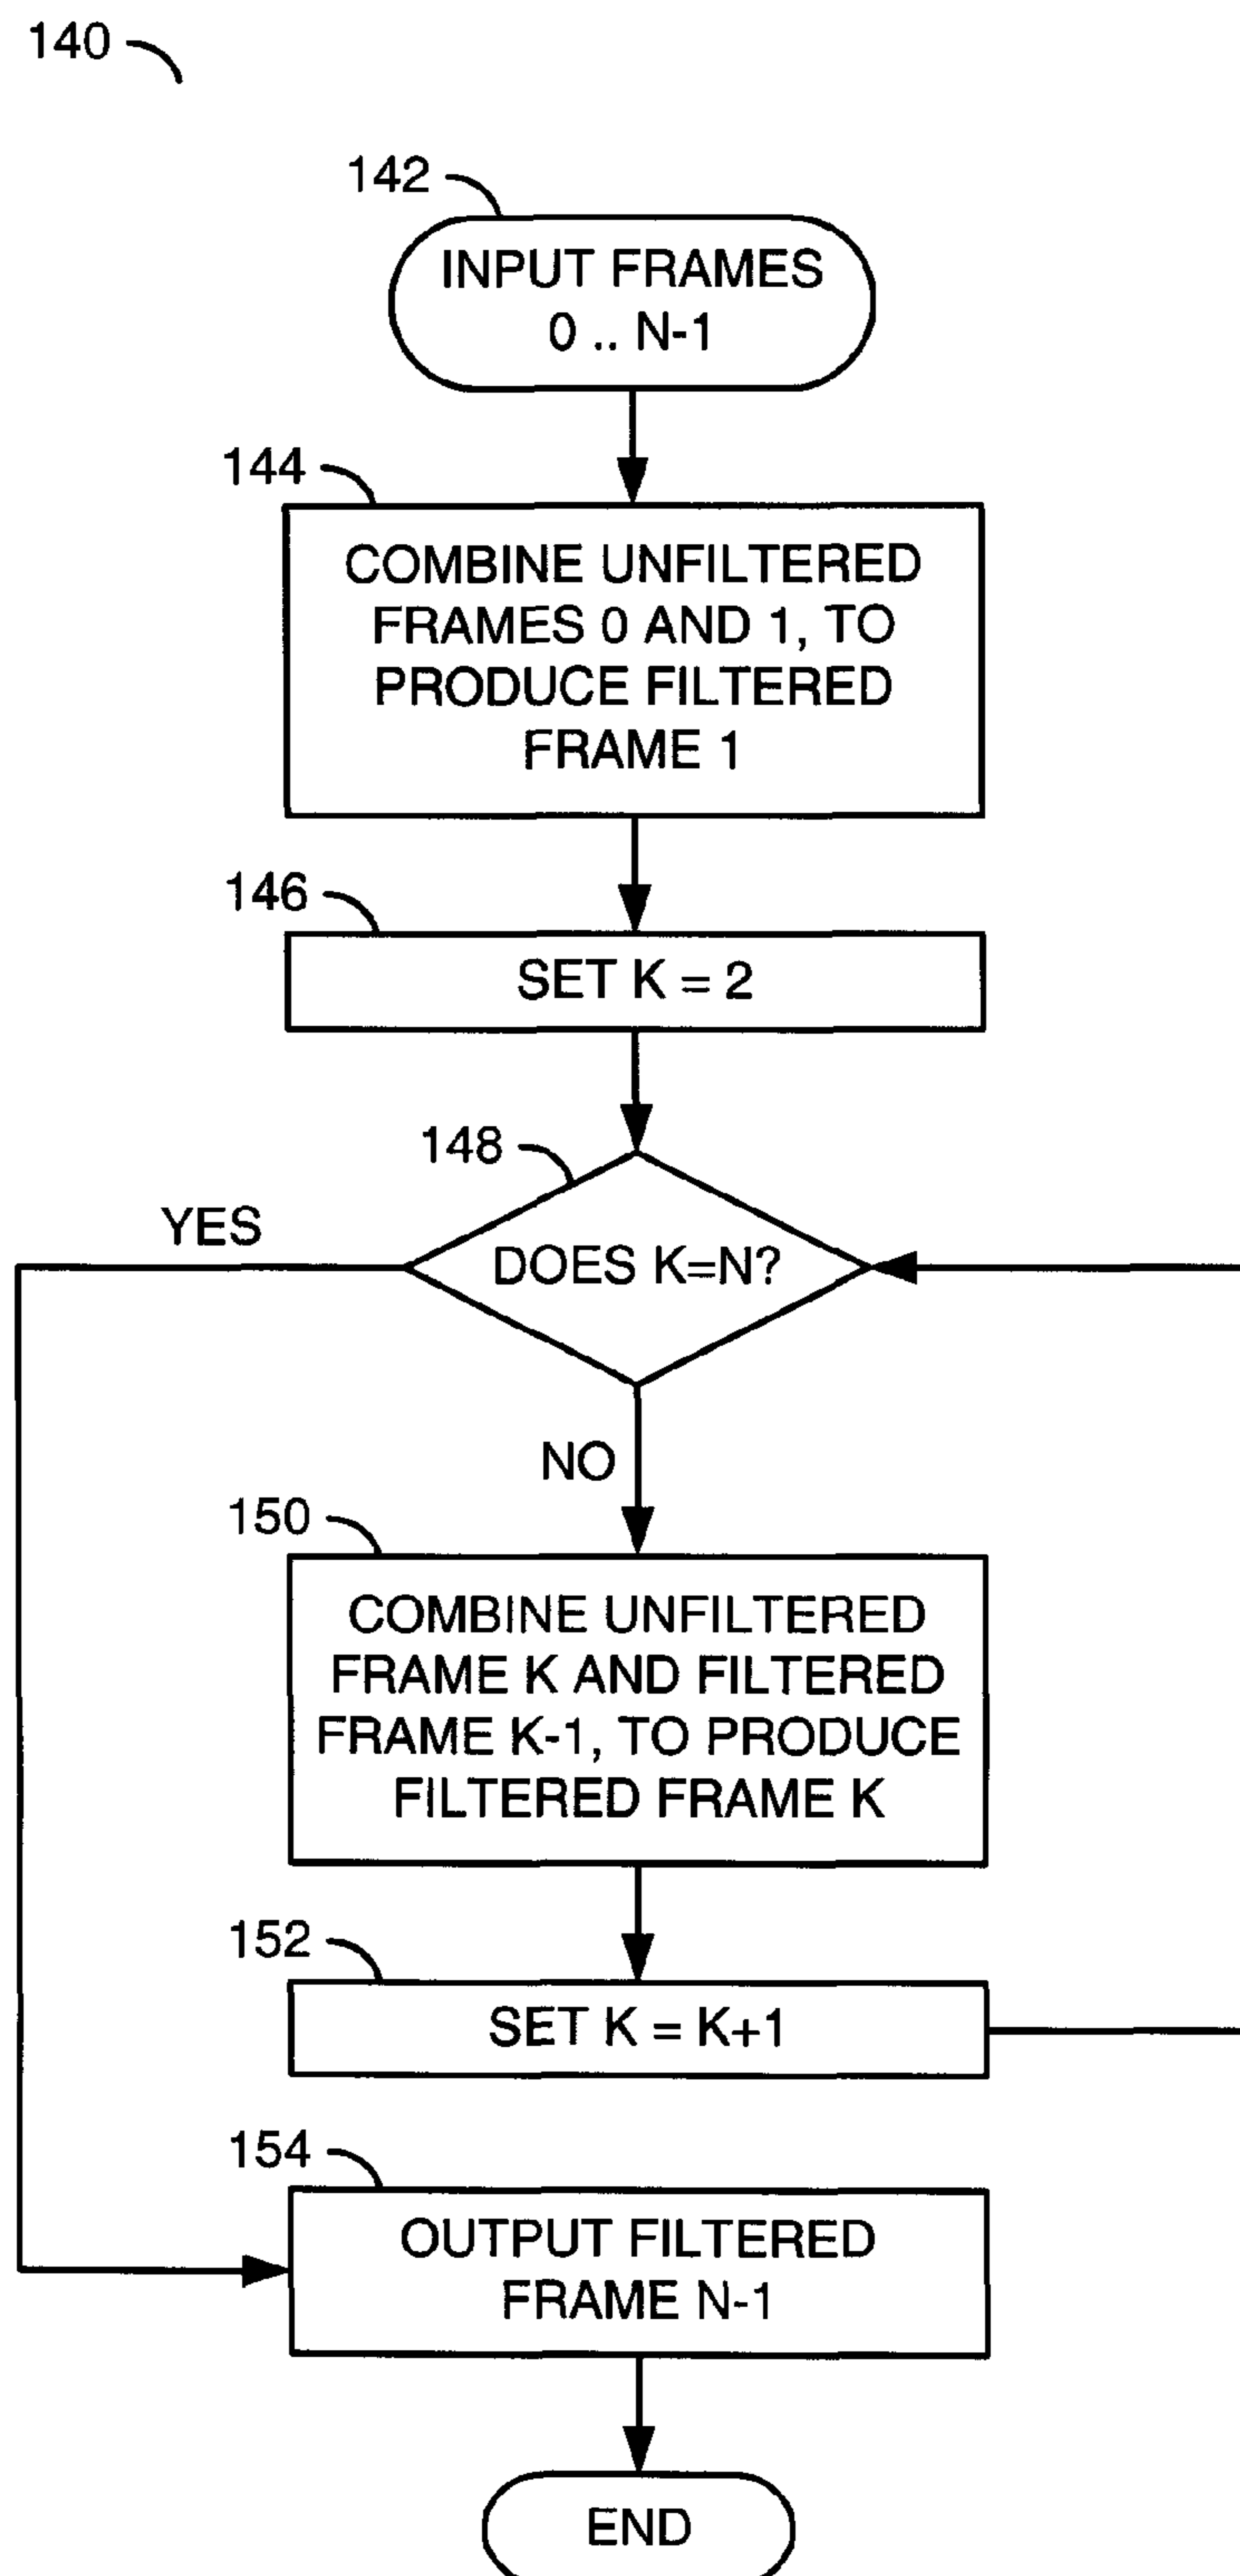 140
142
INPUT FRAMES
0 .. N-1
144
COMBINE UNFILTERED
FRAMES 0 AND 1, TO
PRODUCE FILTERED
FRAME 1
146
SET K = 2
148
YES
DOES K=N?
NO
150
COMBINE UNFILTERED
FRAME K AND FILTERED
FRAME K-1, TO PRODUCE
FILTERED FRAME K
152
SET K = K+1
154
OUTPUT FILTERED
FRAME N-1
END